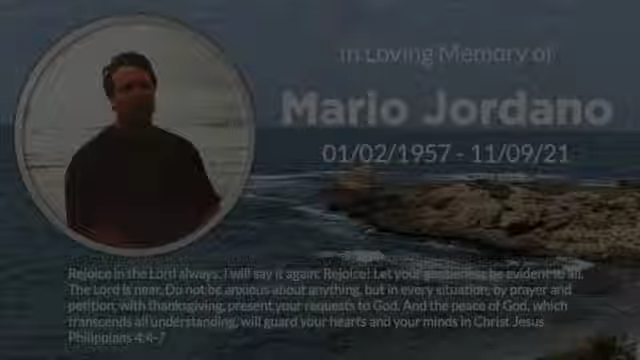 In Loving Memory of
Mario Jordano
01/02/1957 - 11/09/21
Rejoice in the Lord always. I will say it again: Rejoice! Let your gentleness be evident to all.
The Lord is near. Do not be anxious about anything, but in every situation, by prayer and
petition, with thanksgiving, present your requests to God. And the peace of God, which
transcends all understanding, will guard your hearts and your minds in Christ Jesus
Philippians 4:4-7